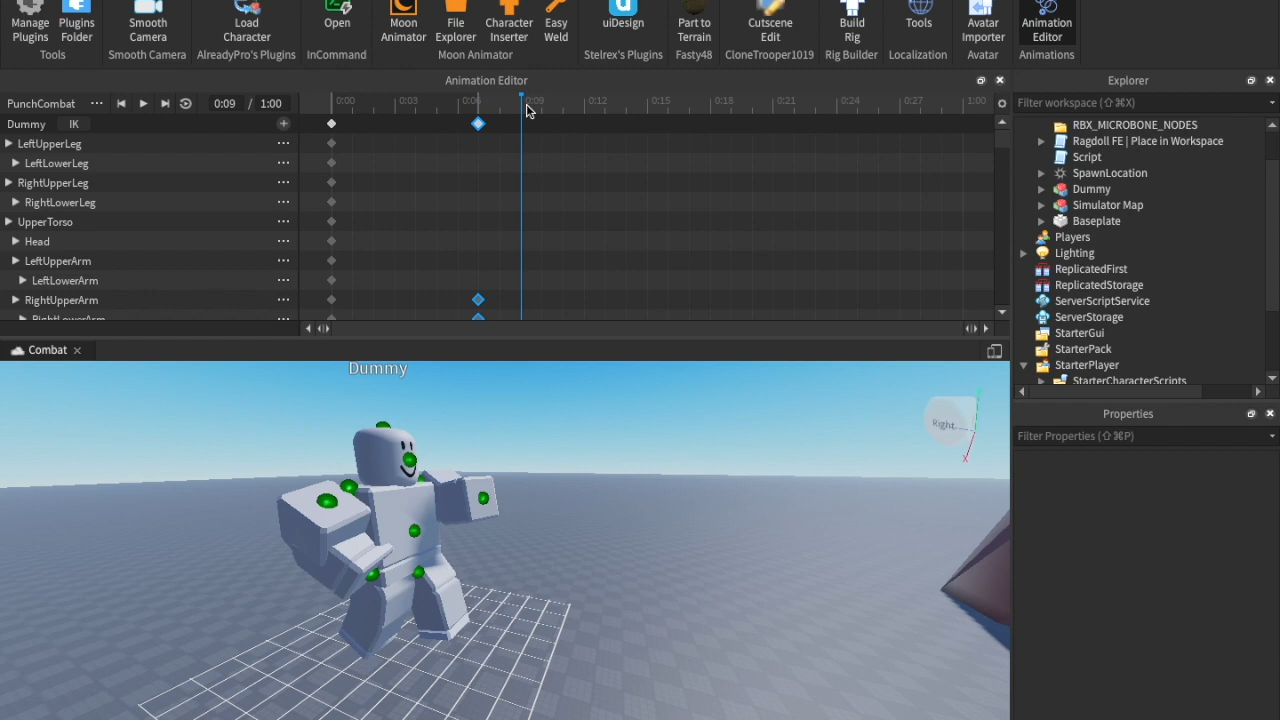 Manage Plugins
Plugins Folder
Smooth Camera
Load Character
Open
Moon Animator
File Explorer
Character Inserter
Easy Weld
uiDesign
Part to Terrain
Cutscene Edit
Build Rig
Tools
Avatar Importer
Animation Editor
Tools
Smooth Camera
AlreadyPro's Plugins
InCommand
Moon Animator
Stelrex's Plugins
Fasty48
CloneTrooper1019
Rig Builder
Localization
Avatar
Animations
Animation Editor
PunchCombat ··· 0:09 / 1:00
0:00 0:03 0:06 0:09 0:12 0:15 0:18 0:21 0:24 0:27 1:00
Dummy IK
LeftUpperLeg
LeftLowerLeg
RightUpperLeg
RightLowerLeg
UpperTorso
Head
LeftUpperArm
LeftLowerArm
RightUpperArm
RightLowerArm
Combat
Dummy
Right
X
Explorer
Filter workspace (⇧⌘X)
RBX_MICROBONE_NODES
Ragdoll FE | Place in Workspace
Script
SpawnLocation
Dummy
Simulator Map
Baseplate
Players
Lighting
ReplicatedFirst
ReplicatedStorage
ServerScriptService
ServerStorage
StarterGui
StarterPack
StarterPlayer
StarterCharacterScripts
Properties
Filter Properties (⇧⌘P)